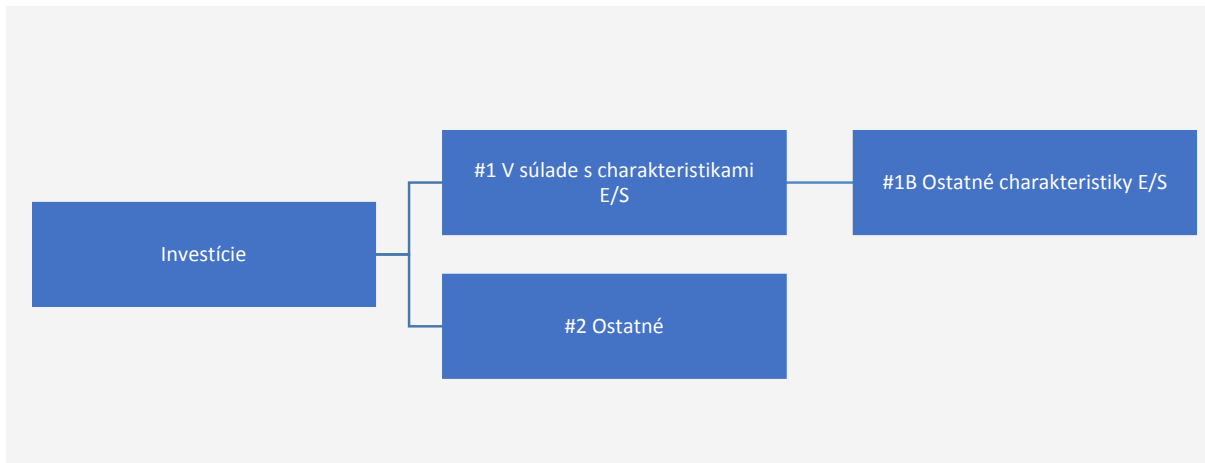 #1 V súlade s charakteristikami
E/S
#1B Ostatné charakteristiky E/S
Investície
#2 Ostatné